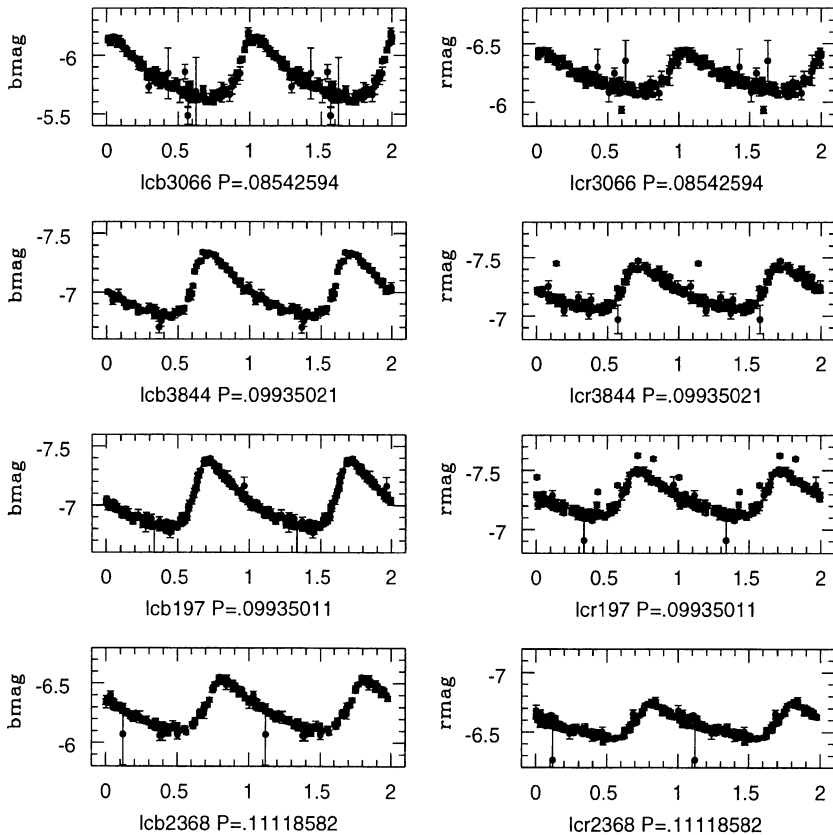 bmag
-6
-5.5
0 0.5 1 1.5 2
lcb3066 P=.08542594
rmag
-6.5
-6
0 0.5 1 1.5 2
lcr3066 P=.08542594
bmag
-7.5
-7
0 0.5 1 1.5 2
lcb3844 P=.09935021
rmag
-7.5
-7
0 0.5 1 1.5 2
lcr3844 P=.09935021
bmag
-7.5
-7
0 0.5 1 1.5 2
lcb197 P=.09935011
rmag
-7.5
-7
0 0.5 1 1.5 2
lcr197 P=.09935011
bmag
-6.5
-6
0 0.5 1 1.5 2
lcb2368 P=.11118582
rmag
-7
-6.5
0 0.5 1 1.5 2
lcr2368 P=.11118582